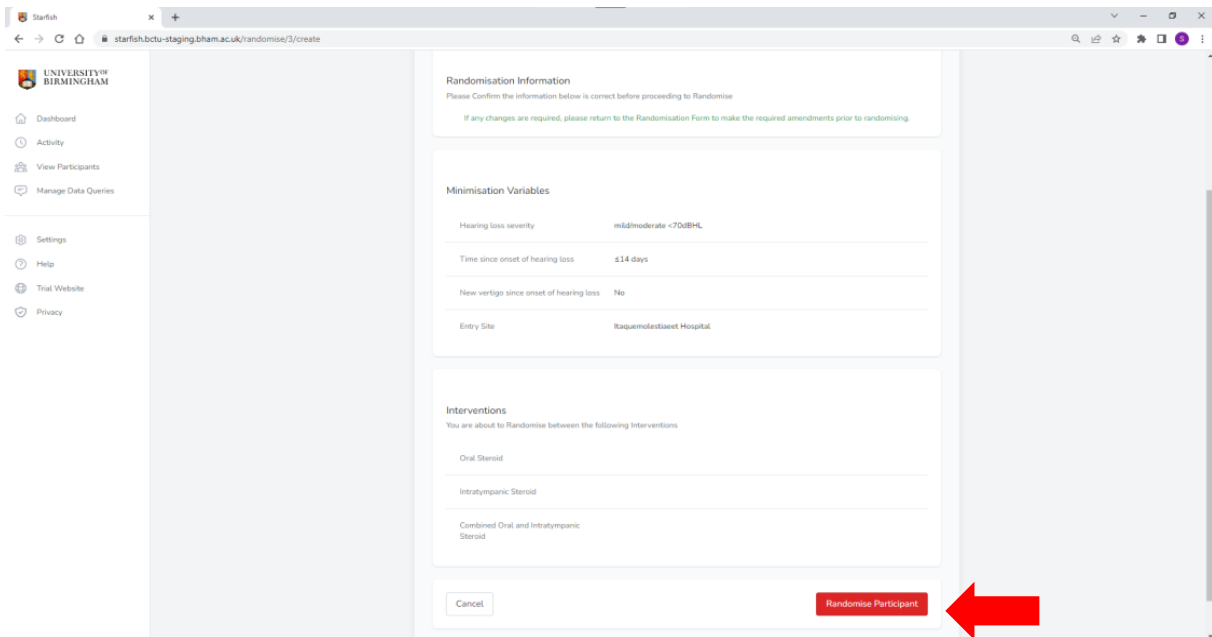 Starfish
starfish.bctu-staging.bham.ac.uk/randomise/3/create
S
UNIVERSITY OF
BIRMINGHAM
Dashboard
Activity
View Participants
Manage Data Queries
Settings
Help
Trial Website
Privacy
Randomisation Information
Please Confirm the information below is correct before proceeding to Randomise
If any changes are required, please return to the Randomisation Form to make the required amendments prior to randomising.
Minimisation Variables
Hearing loss severity mild/moderate <70dBHL
Time since onset of hearing loss ≤14 days
New vertigo since onset of hearing loss No
Entry Site Itaquemolestiaeet Hospital
Interventions
You are about to Randomise between the following Interventions
Oral Steroid
Intratympanic Steroid
Combined Oral and Intratympanic
Steroid
Cancel Randomise Participant